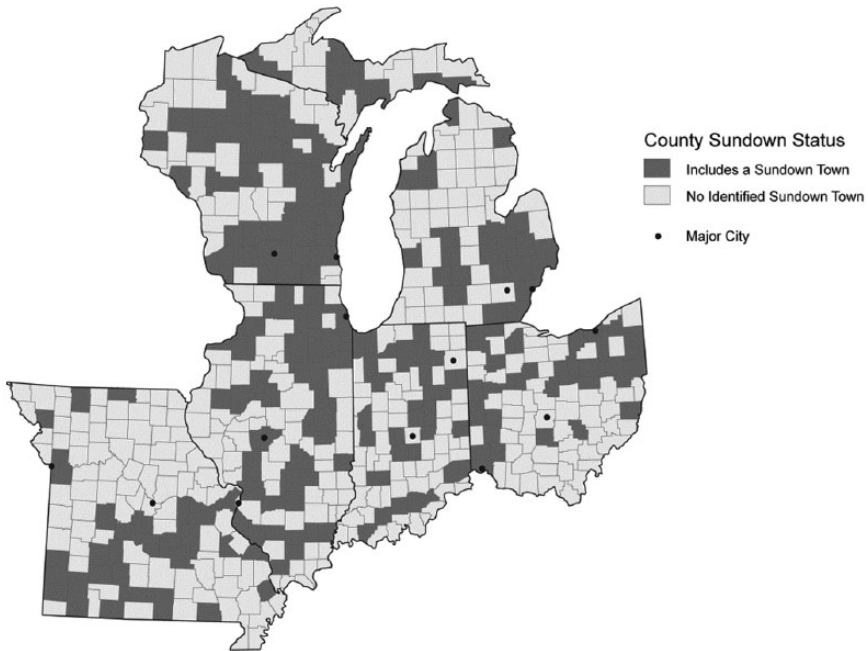 County Sundown Status
Includes a Sundown Town
No Identified Sundown Town
Major City